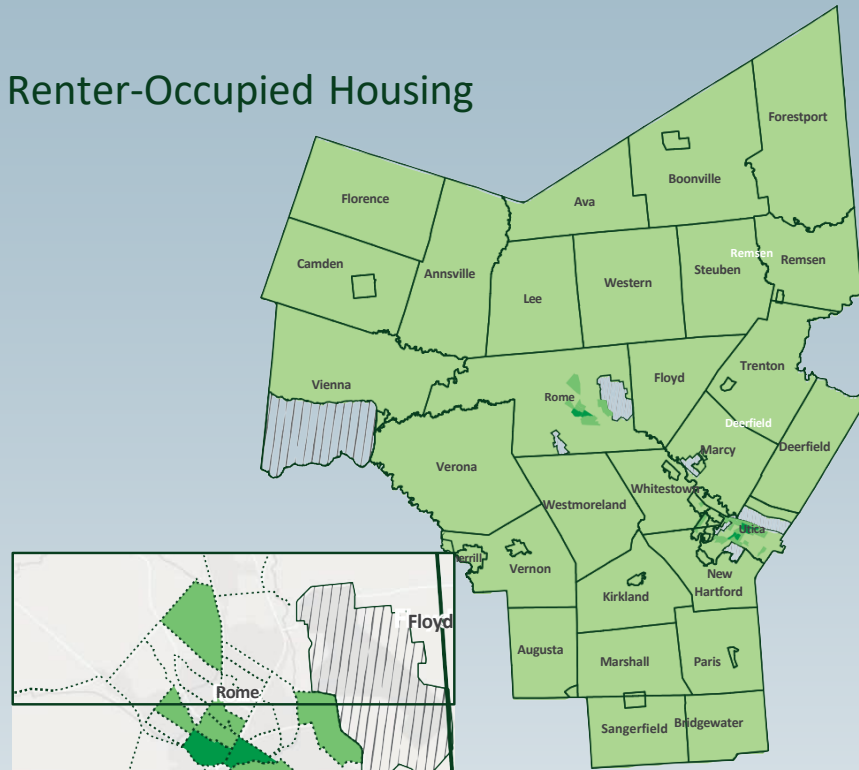 Renter-Occupied Housing
Forestport
Boonville
Florence
Ava
Camden
Annsville
Remsen
Remsen
Steuben
Western
Lee
Trenton
Floyd
Vienna
Rome
Deerfield
Deerfield
Marcy
Verona
Whitestown
Westmoreland
Utica
errill
Vernon
New
Hartford
Kirkland
Floyd
Augusta
Marshall
Paris
Rome
Sangerfield
Bridgewater